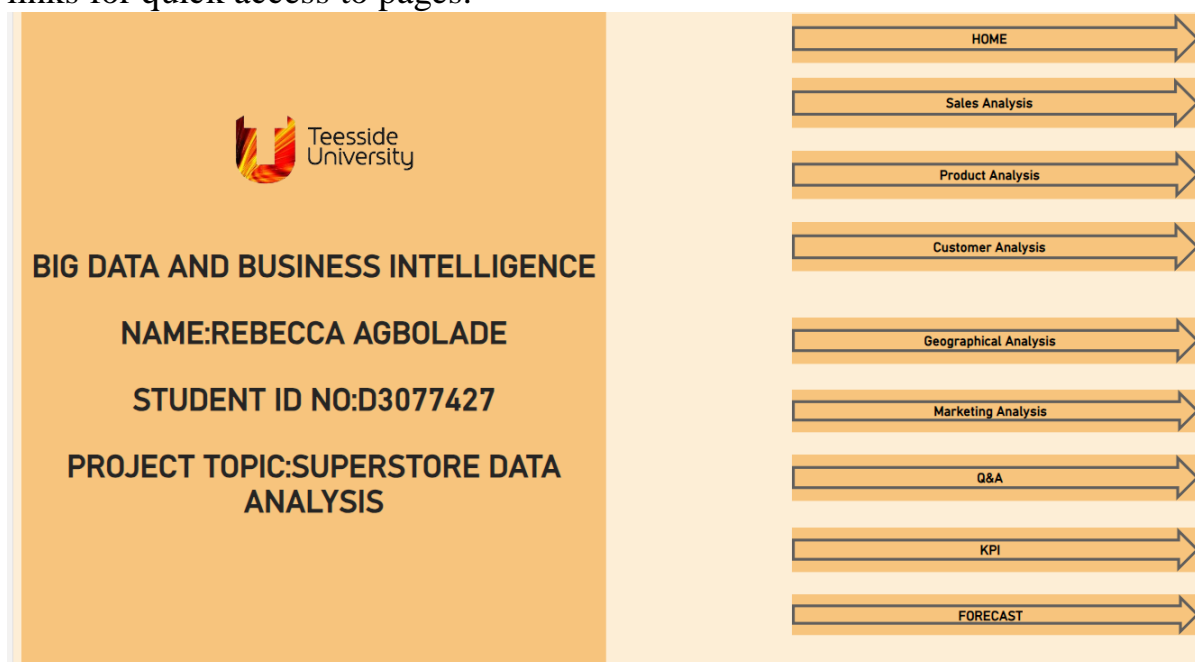 links for quick access to pages.
Teesside
University
BIG DATA AND BUSINESS INTELLIGENCE
NAME:REBECCA AGBOLADE
STUDENT ID NO:D3077427
PROJECT TOPIC:SUPERSTORE DATA
ANALYSIS
HOME
Sales Analysis
Product Analysis
Customer Analysis
Geographical Analysis
Marketing Analysis
Q&A
KPI
FORECAST